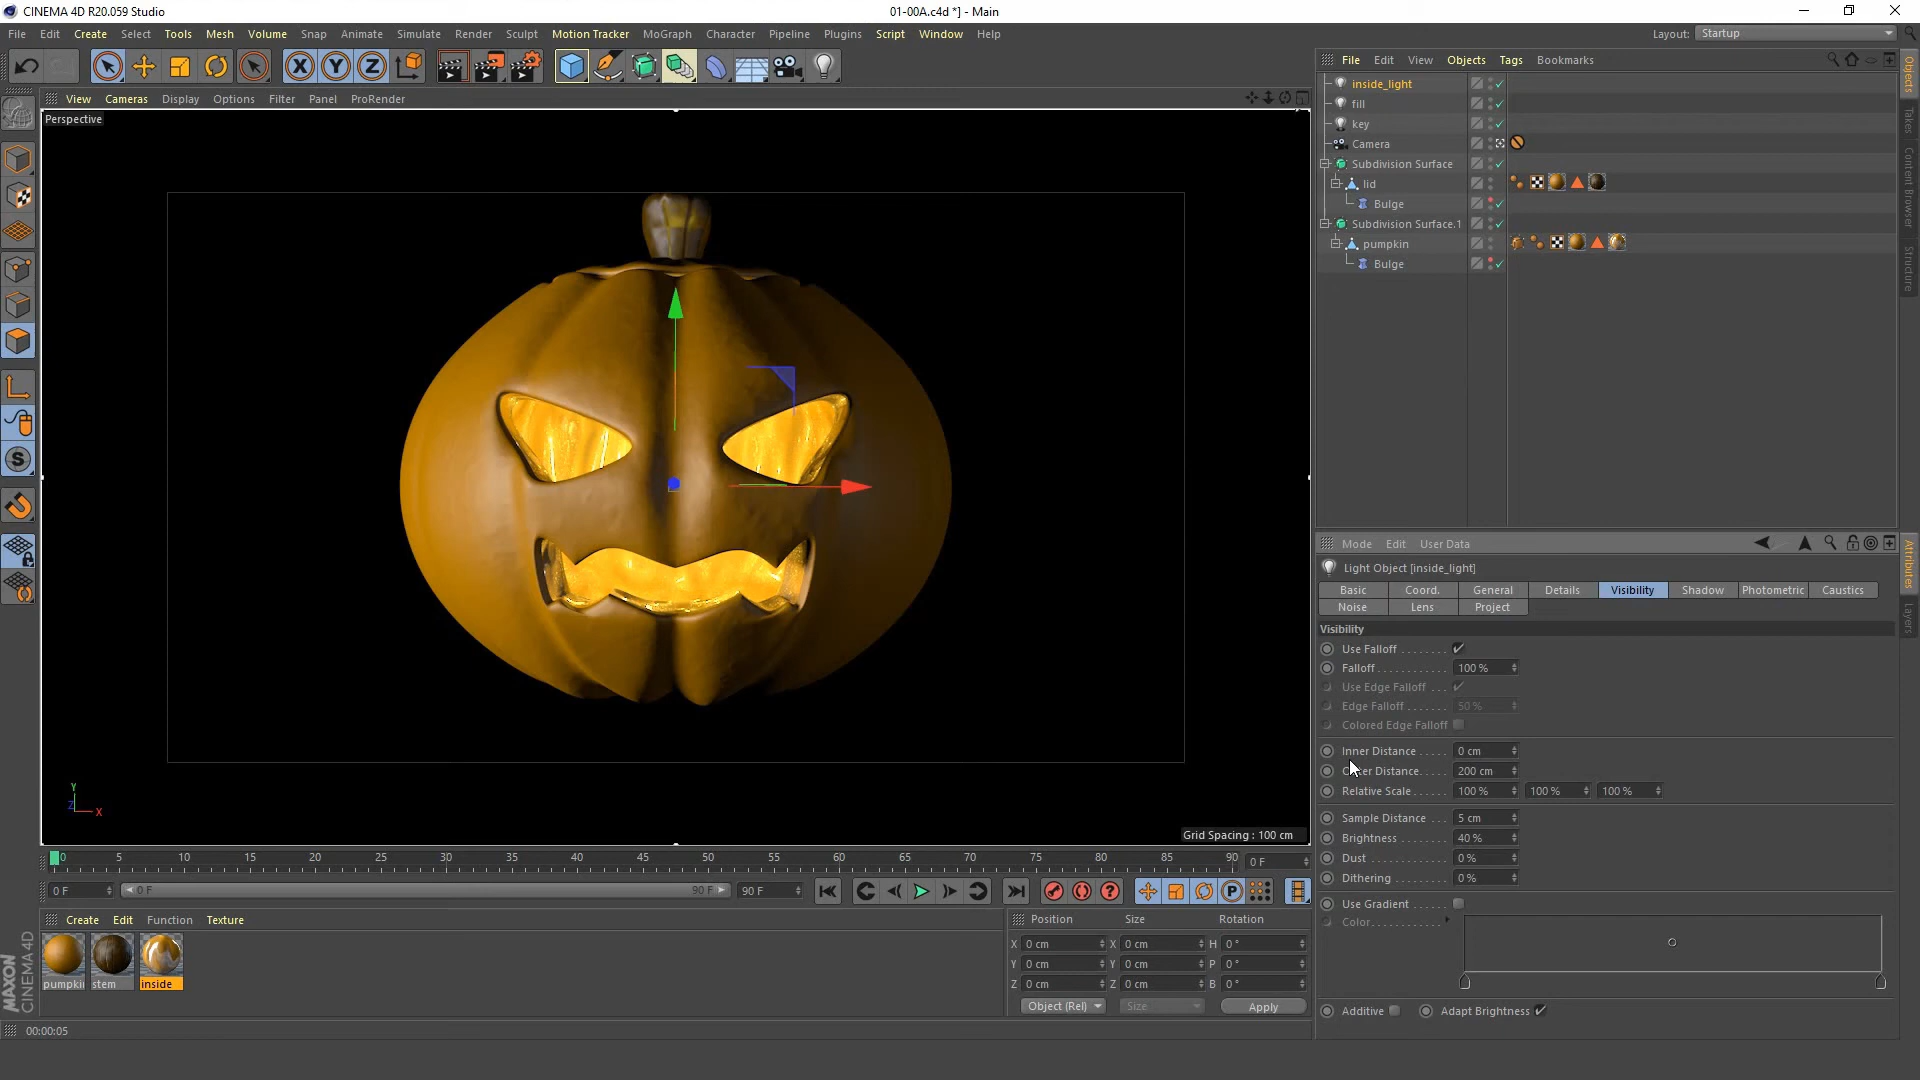 CINEMA 4D R20.059 Studio 01-00A.c4d *] - Main
File Edit Create Select Tools Mesh Volume Snap Animate Simulate Render Sculpt Motion Tracker MoGraph Character Pipeline Plugins Script Window Help Layout: Startup
X Y Z
File Edit View Objects Tags Bookmarks
View Cameras Display Options Filter Panel ProRender
Perspective
inside_light
fill
key
Camera
Subdivision Surface
lid
Bulge
Subdivision Surface.1
pumpkin
Bulge
Objects
Takes
Content Browser
Structure
Mode Edit User Data
Light Object [inside_light]
Basic Coord. General Details Visibility Shadow Photometric Caustics
Noise Lens Project
Visibility
Use Falloff
Falloff 100 %
Use Edge Falloff
Edge Falloff 50 %
Colored Edge Falloff
Inner Distance 0 cm
Outer Distance 200 cm
Relative Scale 100 % 100 % 100 %
Sample Distance 5 cm
Brightness 40 %
Dust 0 %
Dithering 0 %
Use Gradient
Color
Additive Adapt Brightness
Attributes
Layers
Y
Z X
Grid Spacing : 100 cm
0 5 10 15 20 25 30 35 40 45 50 55 60 65 70 75 80 85 90 0 F
0 F 0 F 90 F 90 F
P
Create Edit Function Texture
pumpkin stem inside
Position Size Rotation
X 0 cm X 0 cm H 0 °
Y 0 cm Y 0 cm P 0 °
Z 0 cm Z 0 cm B 0 °
Object (Rel) Size Apply
MAXON
CINEMA 4D
00:00:05